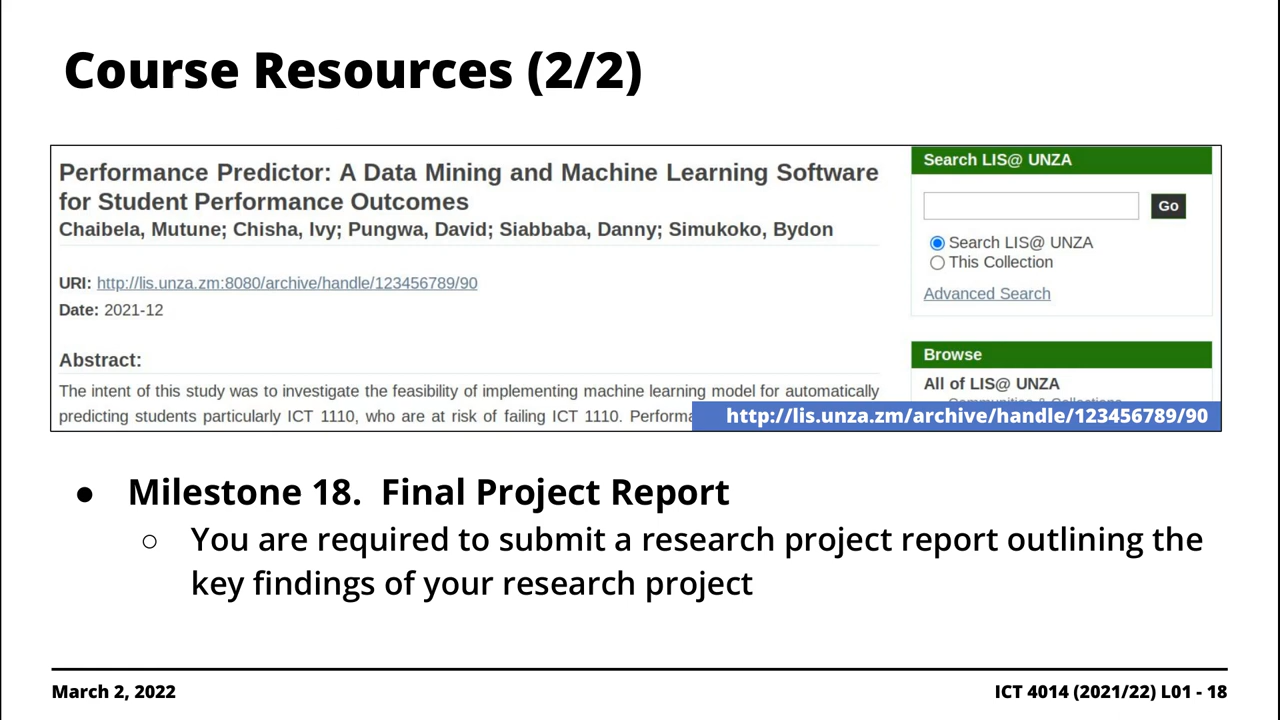 Course Resources (2/2)
Performance Predictor: A Data Mining and Machine Learning Software
for Student Performance Outcomes
Chaibela, Mutune; Chisha, Ivy; Pungwa, David; Siabbaba, Danny; Simukoko, Bydon
URI: http://lis.unza.zm:8080/archive/handle/123456789/90
Date: 2021-12
Abstract:
The intent of this study was to investigate the feasibility of implementing machine learning model for automatically
predicting students particularly ICT 1110, who are at risk of failing ICT 1110. Performa
Search LIS@ UNZA
Go
Search LIS@ UNZA
This Collection
Advanced Search
Browse
All of LIS@ UNZA
http://lis.unza.zm/archive/handle/123456789/90
● Milestone 18. Final Project Report
○ You are required to submit a research project report outlining the
key findings of your research project
March 2, 2022
ICT 4014 (2021/22) L01 - 18